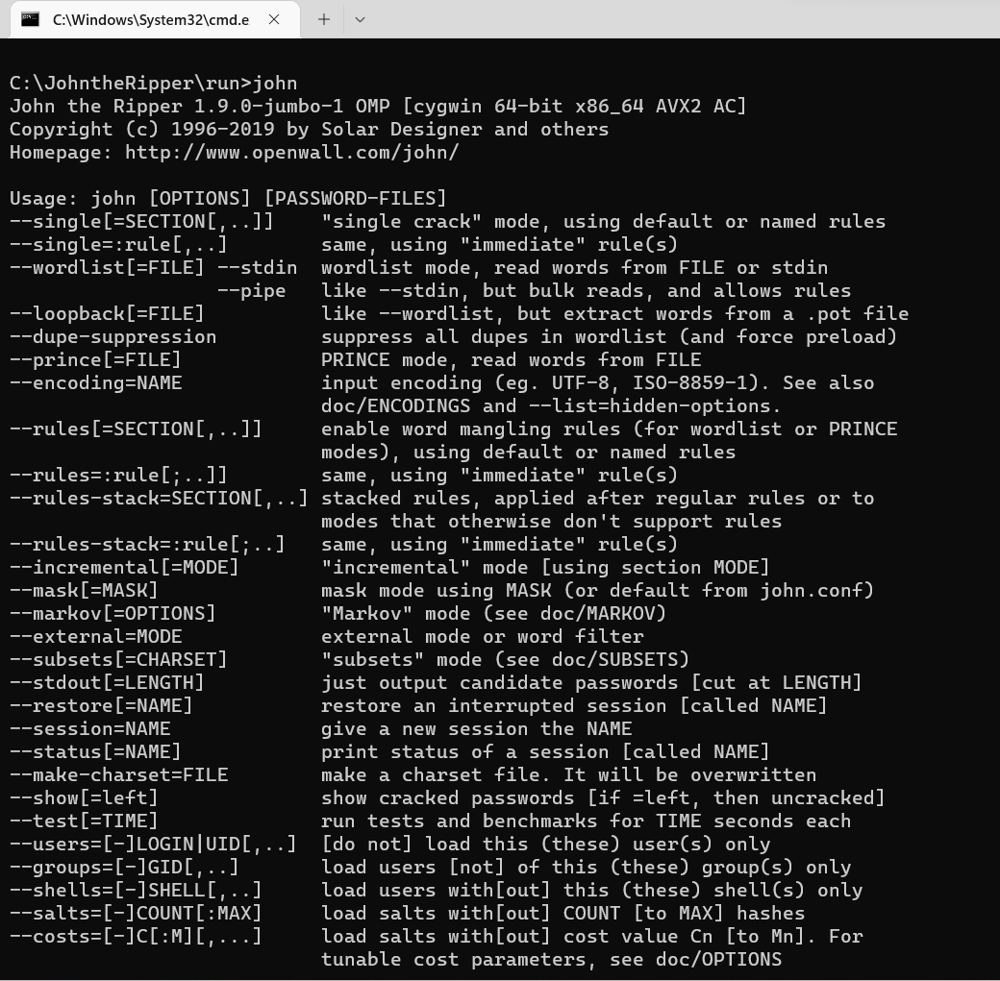 C:\Windows\System32\cmd.e
C:\JohntheRipper\run>john
John the Ripper 1.9.0-jumbo-1 OMP [cygwin 64-bit x86_64 AVX2 AC]
Copyright (c) 1996-2019 by Solar Designer and others
Homepage: http://www.openwall.com/john/

Usage: john [OPTIONS] [PASSWORD-FILES]
--single[=SECTION[,..]]    "single crack" mode, using default or named rules
--single=:rule[,..]        same, using "immediate" rule(s)
--wordlist[=FILE] --stdin  wordlist mode, read words from FILE or stdin
                  --pipe   like --stdin, but bulk reads, and allows rules
--loopback[=FILE]          like --wordlist, but extract words from a .pot file
--dupe-suppression         suppress all dupes in wordlist (and force preload)
--prince[=FILE]            PRINCE mode, read words from FILE
--encoding=NAME            input encoding (eg. UTF-8, ISO-8859-1). See also
                           doc/ENCODINGS and --list=hidden-options.
--rules[=SECTION[,..]]     enable word mangling rules (for wordlist or PRINCE
                           modes), using default or named rules
--rules=:rule[;..]]        same, using "immediate" rule(s)
--rules-stack=SECTION[,..] stacked rules, applied after regular rules or to
                           modes that otherwise don't support rules
--rules-stack=:rule[;..]   same, using "immediate" rule(s)
--incremental[=MODE]       "incremental" mode [using section MODE]
--mask[=MASK]              mask mode using MASK (or default from john.conf)
--markov[=OPTIONS]         "Markov" mode (see doc/MARKOV)
--external=MODE            external mode or word filter
--subsets[=CHARSET]        "subsets" mode (see doc/SUBSETS)
--stdout[=LENGTH]          just output candidate passwords [cut at LENGTH]
--restore[=NAME]           restore an interrupted session [called NAME]
--session=NAME             give a new session the NAME
--status[=NAME]            print status of a session [called NAME]
--make-charset=FILE        make a charset file. It will be overwritten
--show[=left]              show cracked passwords [if =left, then uncracked]
--test[=TIME]              run tests and benchmarks for TIME seconds each
--users=[-]LOGIN|UID[,..]  [do not] load this (these) user(s) only
--groups=[-]GID[,..]       load users [not] of this (these) group(s) only
--shells=[-]SHELL[,..]     load users with[out] this (these) shell(s) only
--salts=[-]COUNT[:MAX]     load salts with[out] COUNT [to MAX] hashes
--costs=[-]C[:M][,...]     load salts with[out] cost value Cn [to Mn]. For
                           tunable cost parameters, see doc/OPTIONS